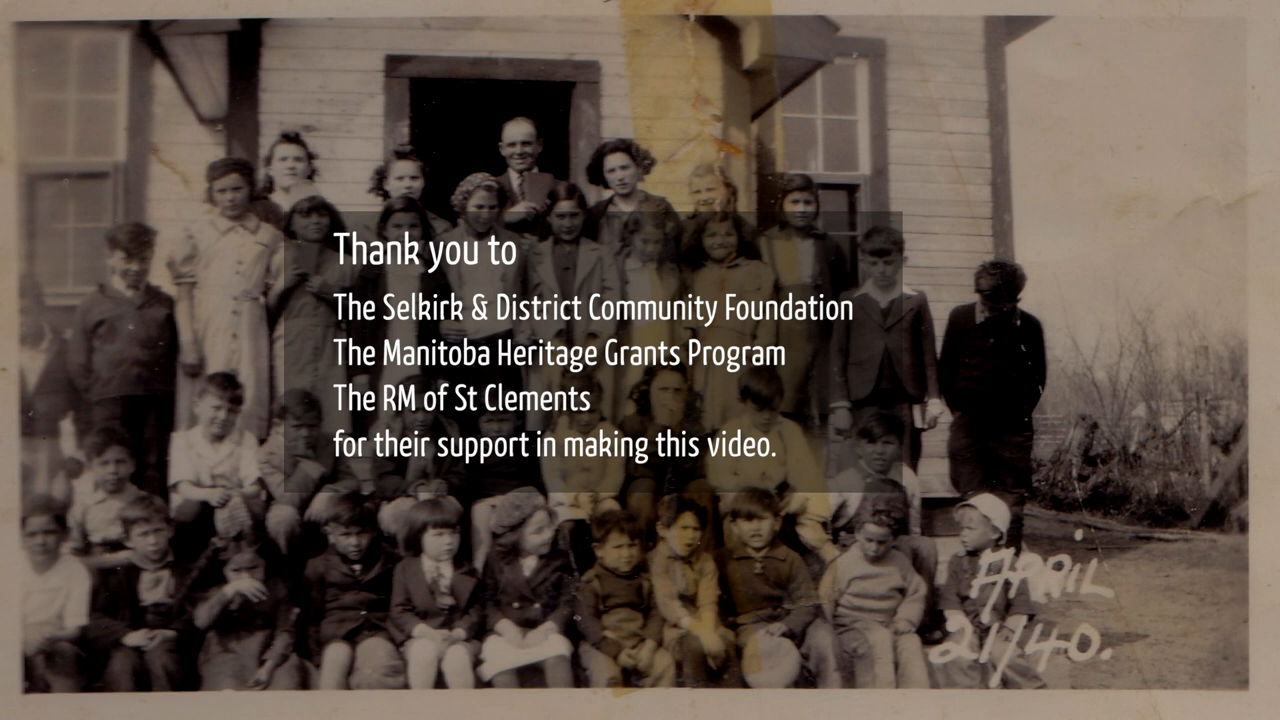 Thank you to
The Selkirk & District Community Foundation
The Manitoba Heritage Grants Program
The RM of St Clements
for their support in making this video.
APRIL
21/40.